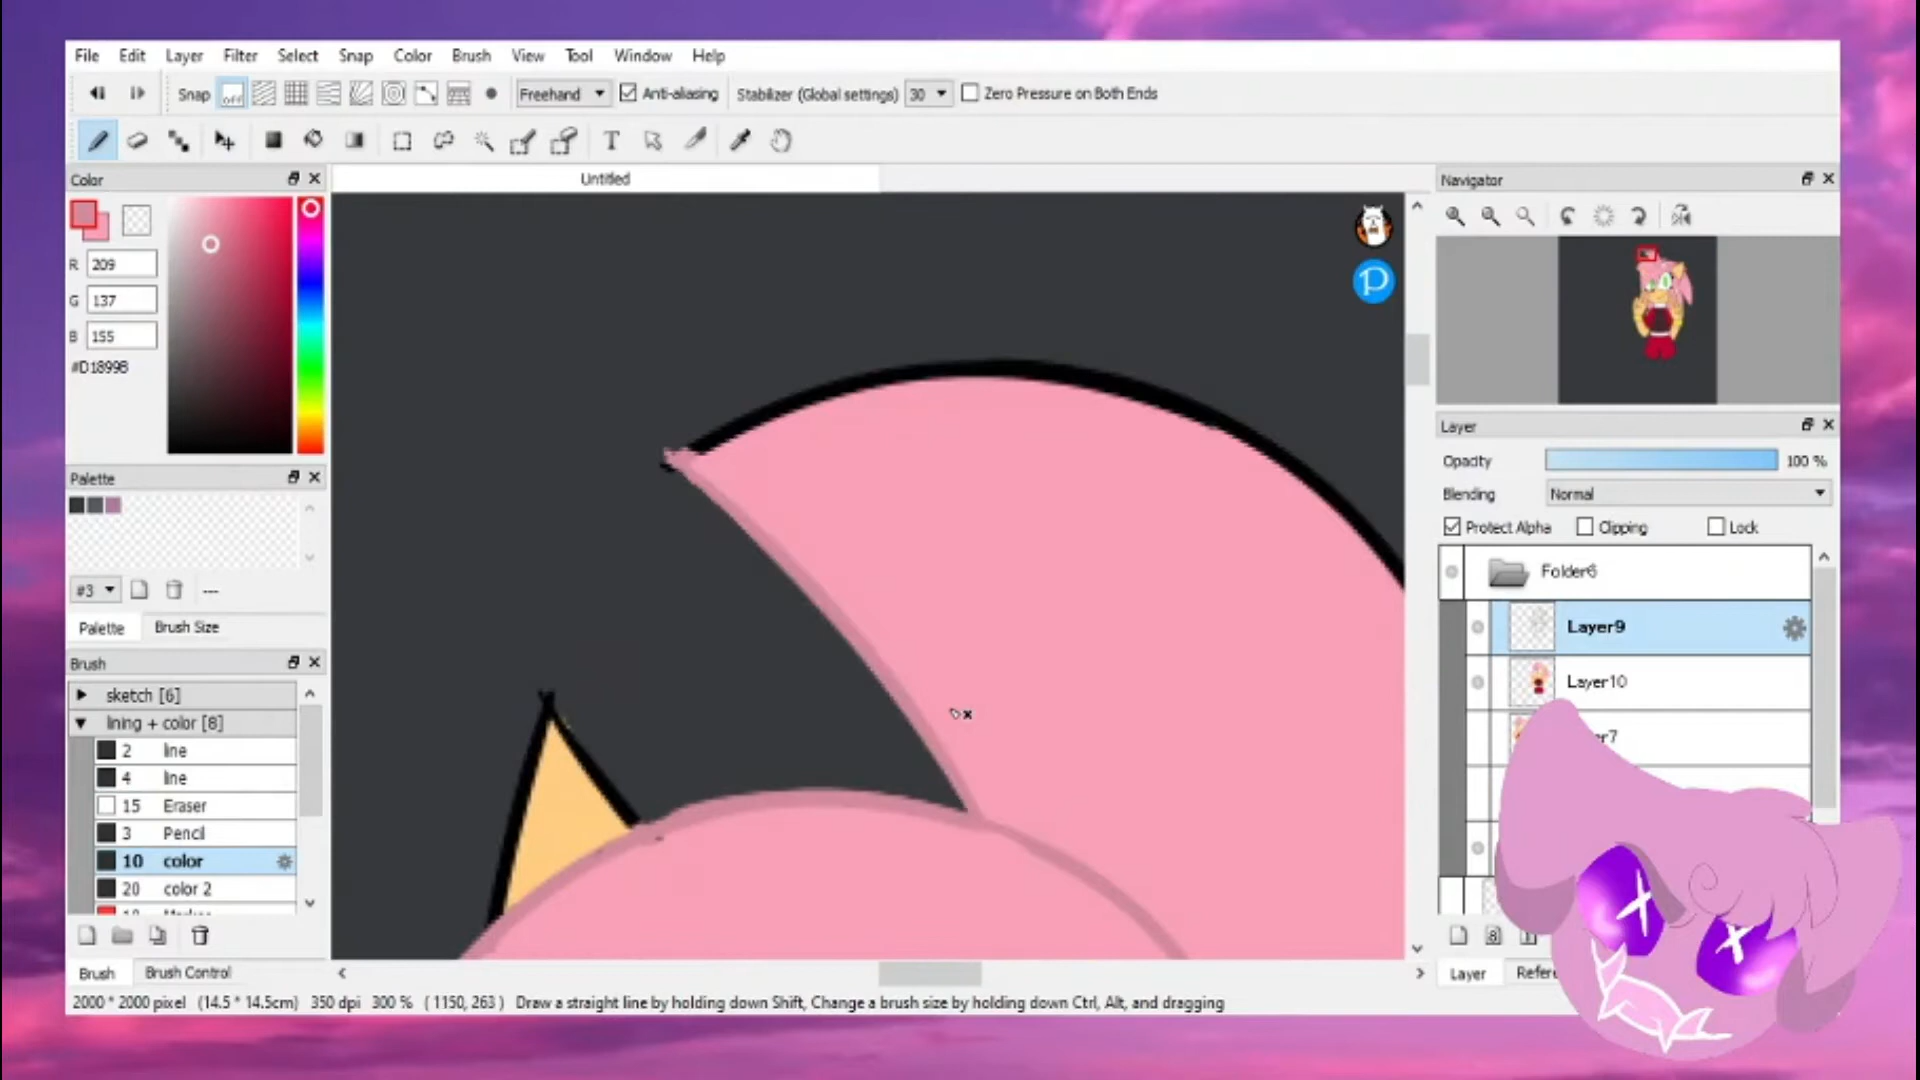 File Edit Layer Filter Select Snap Color Brush View Tool Window Help
Snap off Freehand Anti-aliasing Stabilizer (Global settings) 30 Zero Pressure on Both Ends
T
Color
Untitled
Navigator
R 209
G 137
B 155
#D1899B
Palette
#3 ---
Palette Brush Size
Brush
sketch [6]
lining + color [8]
2 line
4 line
15 Eraser
3 Pencil
10 color
20 color 2
Brush Brush Control
P
Layer
Opacity 100 %
Blending Normal
Protect Alpha Clipping Lock
Folder6
Layer9
Layer10
Layer
2000 * 2000 pixel (14.5 * 14.5cm) 350 dpi 300 % ( 1150, 263 ) Draw a straight line by holding down Shift, Change a brush size by holding down Ctrl, Alt, and dragging